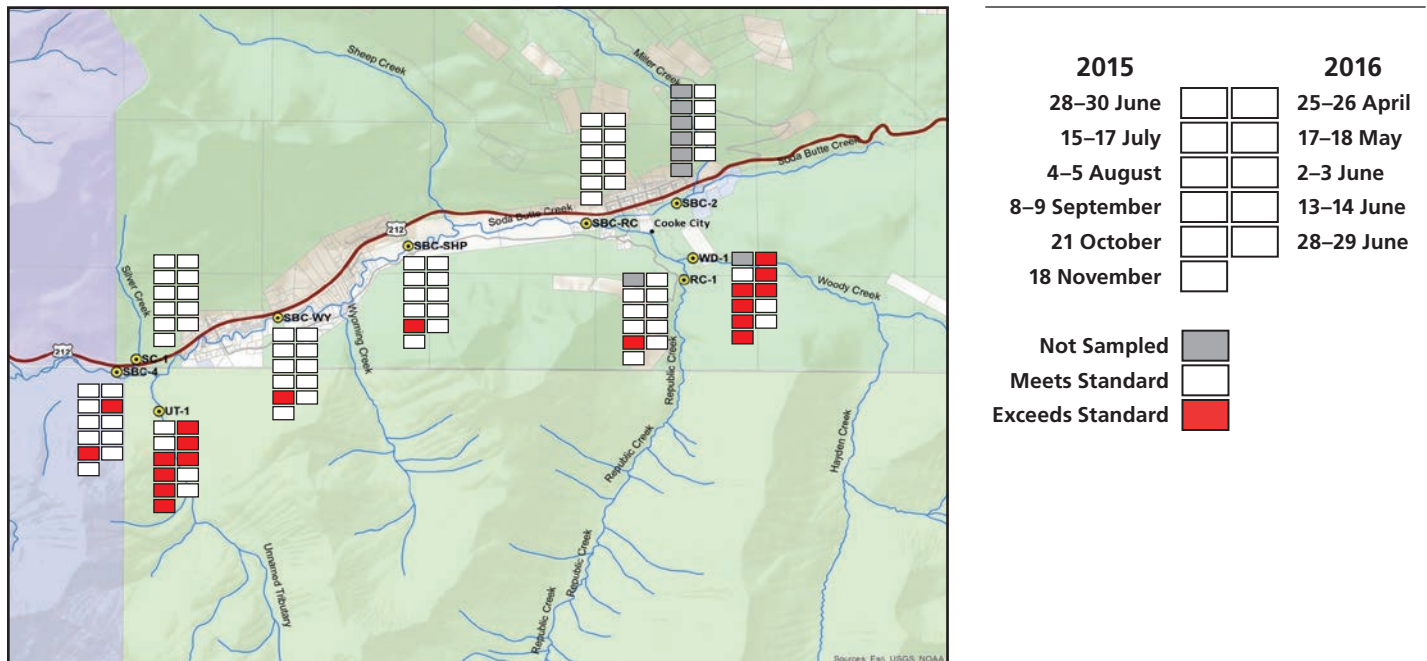 Sheep Creek
Miller Creek
Soda Butte Creek
SBC-2
212
Soda Butte Creek
SBC-RC
Cooke City
SBC-SHP
WD-1
RC-1
Woody Creek
Silver Creek
SBC-WY
Wyoming Creek
212
SC-1
SBC-4
Republic Creek
UT-1
Hayden Creek
Republic Creek
Unnamed Tributary
Republic Creek
Republic Creek
Sources: Esri, USGS, NOAA
2015 2016
28–30 June 25–26 April
15–17 July 17–18 May
4–5 August 2–3 June
8–9 September 13–14 June
21 October 28–29 June
18 November
Not Sampled
Meets Standard
Exceeds Standard